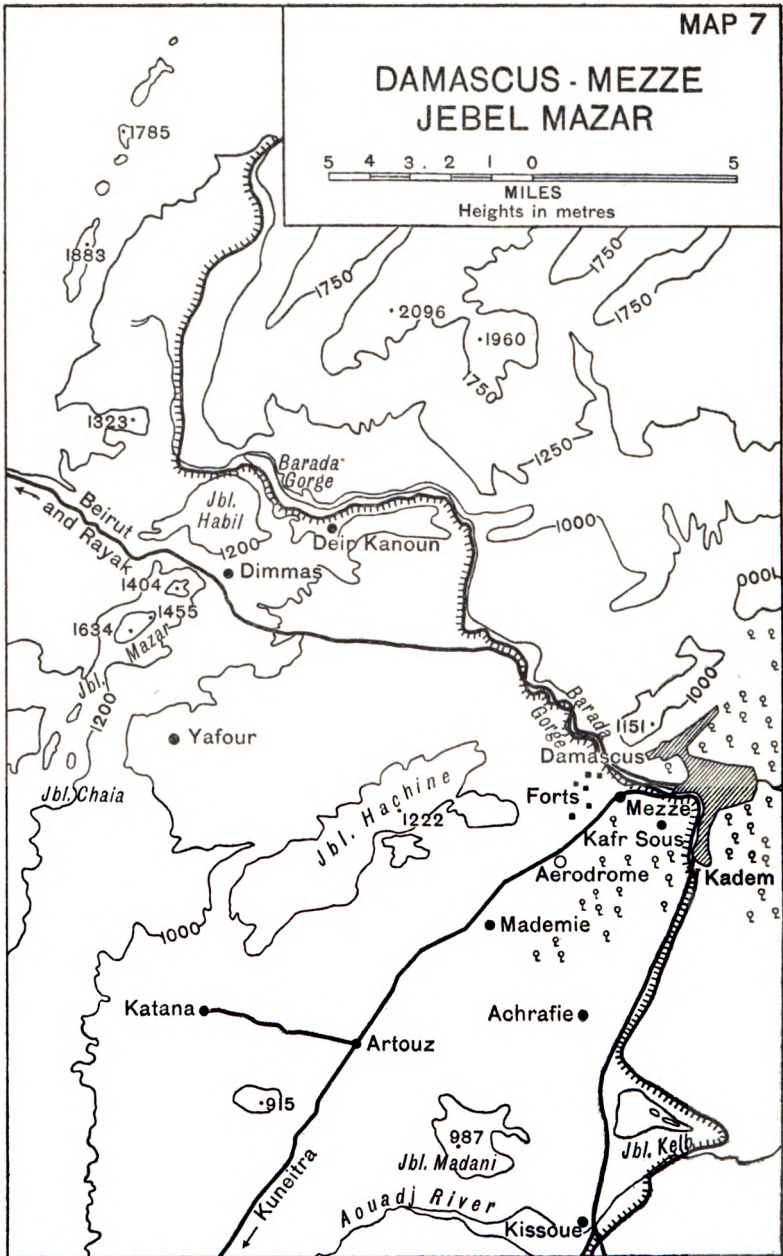 MAP 7
DAMASCUS - MEZZE
JEBEL MAZAR
5 4 3 2 1 0 5
MILES
Heights in metres
1785
1883
1750
1750
1750
2096
1960
1750
1323
1250
Barada
Gorge
Jbl.
Habil
1000
Beirut
and Rayak
Deir Kanoun
1200
Dimmas
1000
1404
1455
1634
Jbl. Mazar
1200
Barada
Gorge
1000
1151
Yafour
Damascus
Jbl. Chaia
Jbl. Hachine
1222
Forts
Mezze
Kafr Sous
Aerodrome
Kadem
1000
Mademie
Katana
Achrafie
Artouz
915
987
Jbl. Madani
Jbl. Kelb
Kuneitra
Aouadj River
Kissoue